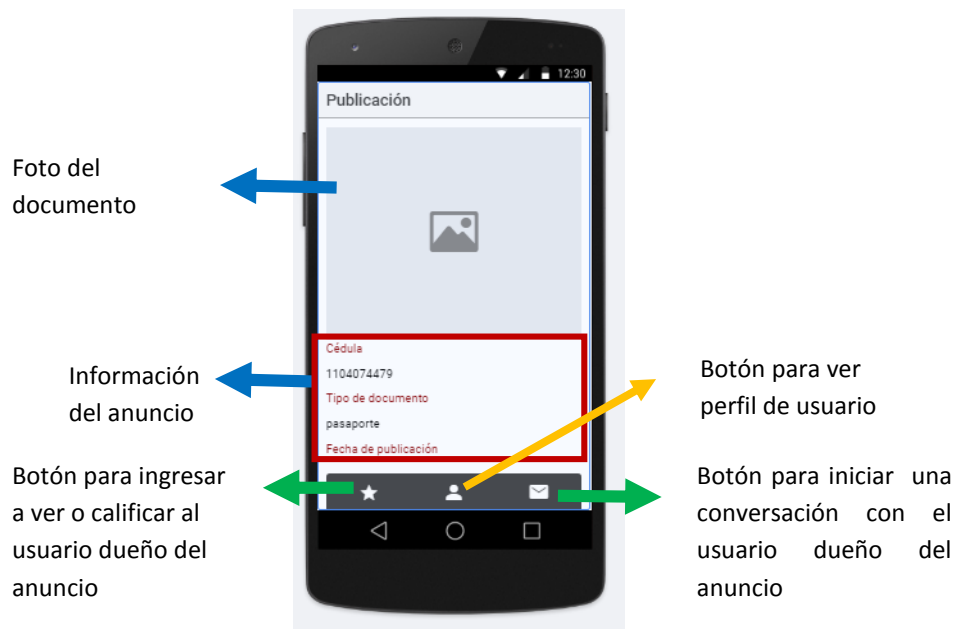 12:30
Publicación
Foto del
documento
Cédula
1104074479
Tipo de documento
pasaporte
Fecha de publicación
Información
del anuncio
Botón para ver
perfil de usuario
Botón para ingresar
a ver o calificar al
usuario dueño del
anuncio
Botón para iniciar una
conversación con el
usuario dueño del
anuncio